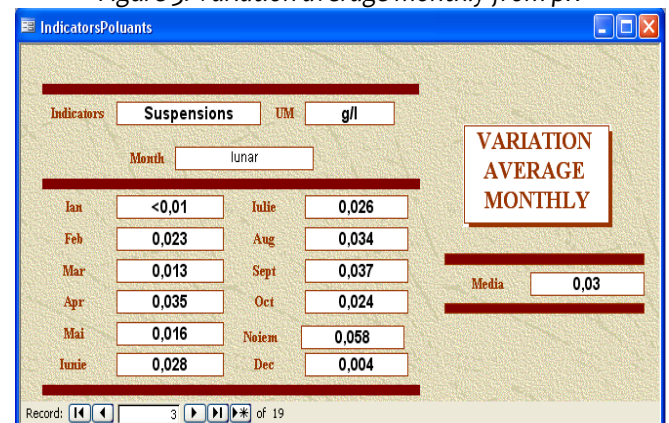 Figure 9. Variation average monthly from pH
IndicatorsPoluants
Indicators Suspensions UM g/l
Month lunar
VARIATION
AVERAGE
MONTHLY
Ian <0,01 Iulie 0,026
Feb 0,023 Aug 0,034
Mar 0,013 Sept 0,037
Media 0,03
Apr 0,035 Oct 0,024
Mai 0,016 Noiem 0,058
Iunie 0,028 Dec 0,004
Record: 3 of 19